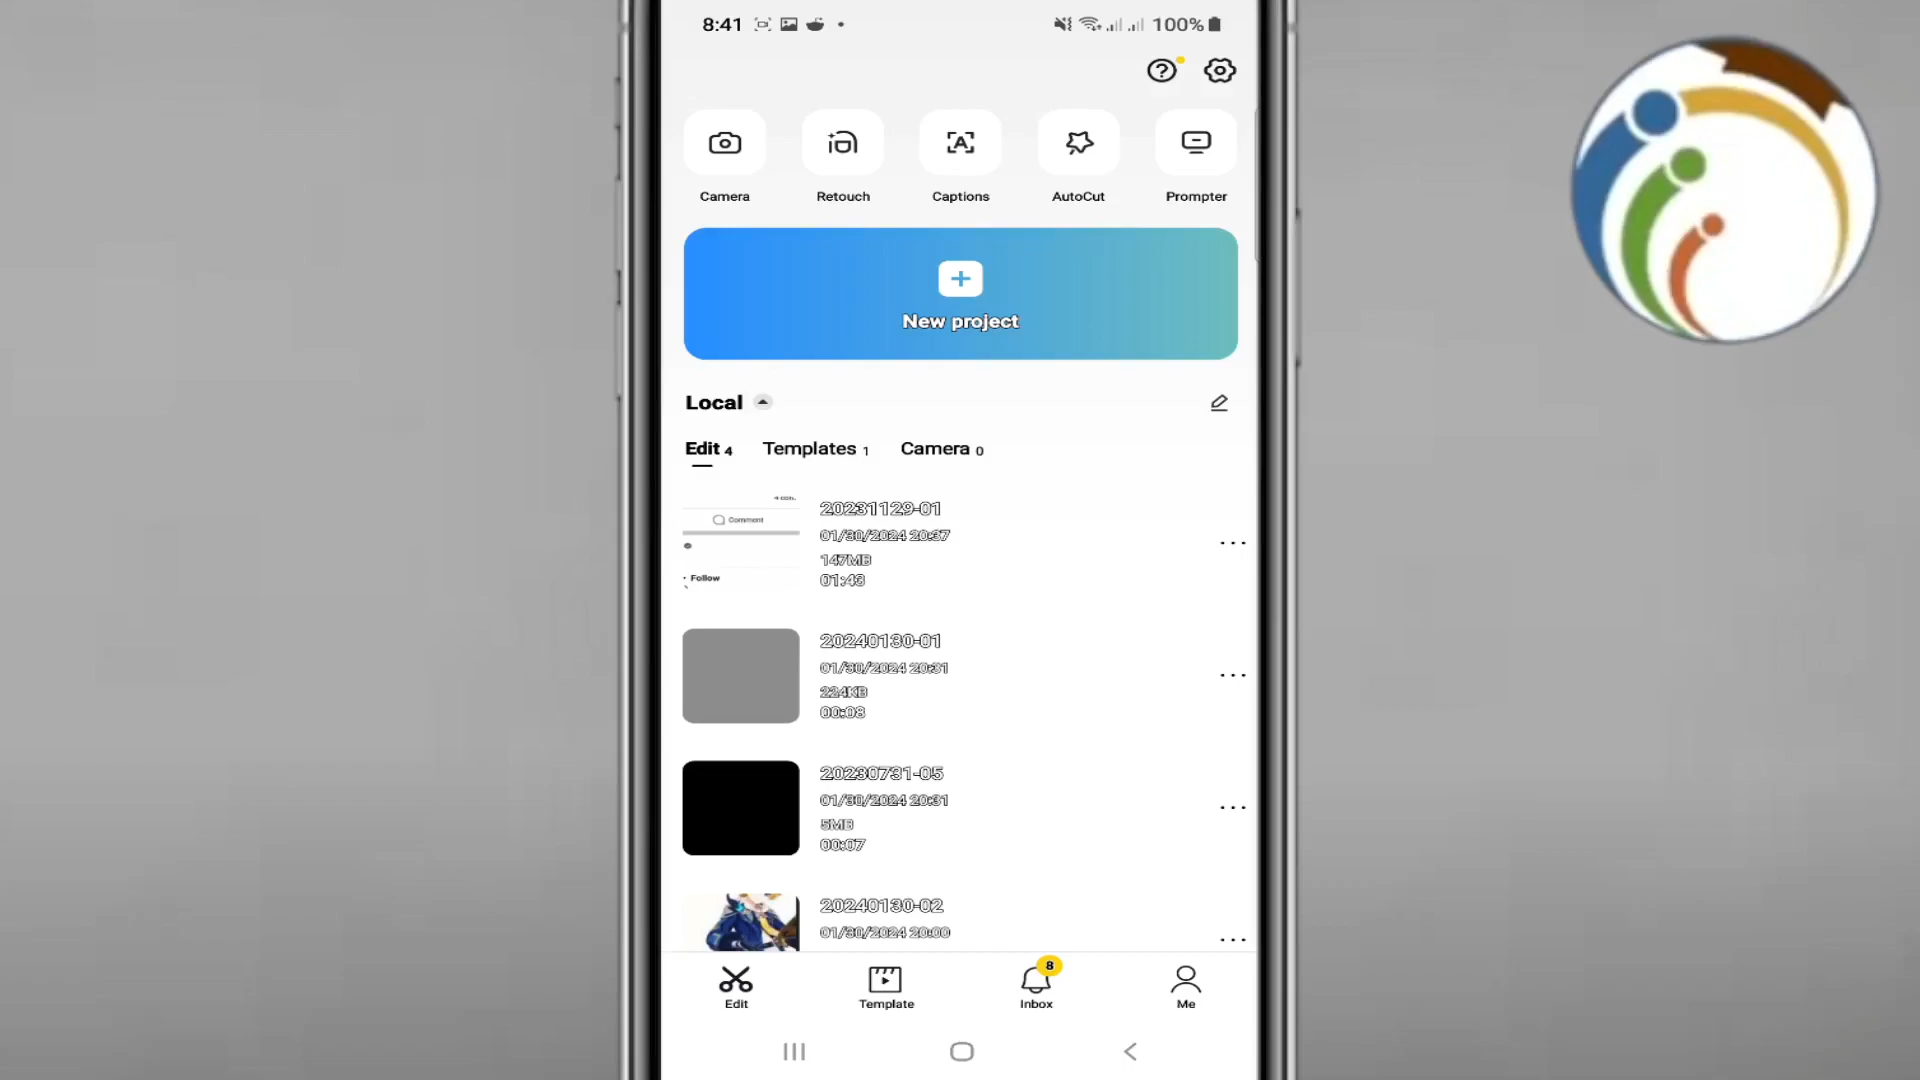 8:41 100%
Camera Retouch Captions AutoCut Prompter
New project
Local
Edit 4 Templates 1 Camera 0
Comment
Follow
20231129-01
01/30/2024 20:37
147MB
01:43
20240130-01
01/30/2024 20:31
224KB
00:08
20230731-05
01/30/2024 20:31
5MB
00:07
20240130-02
01/30/2024 20:00
8
Edit Template Inbox Me